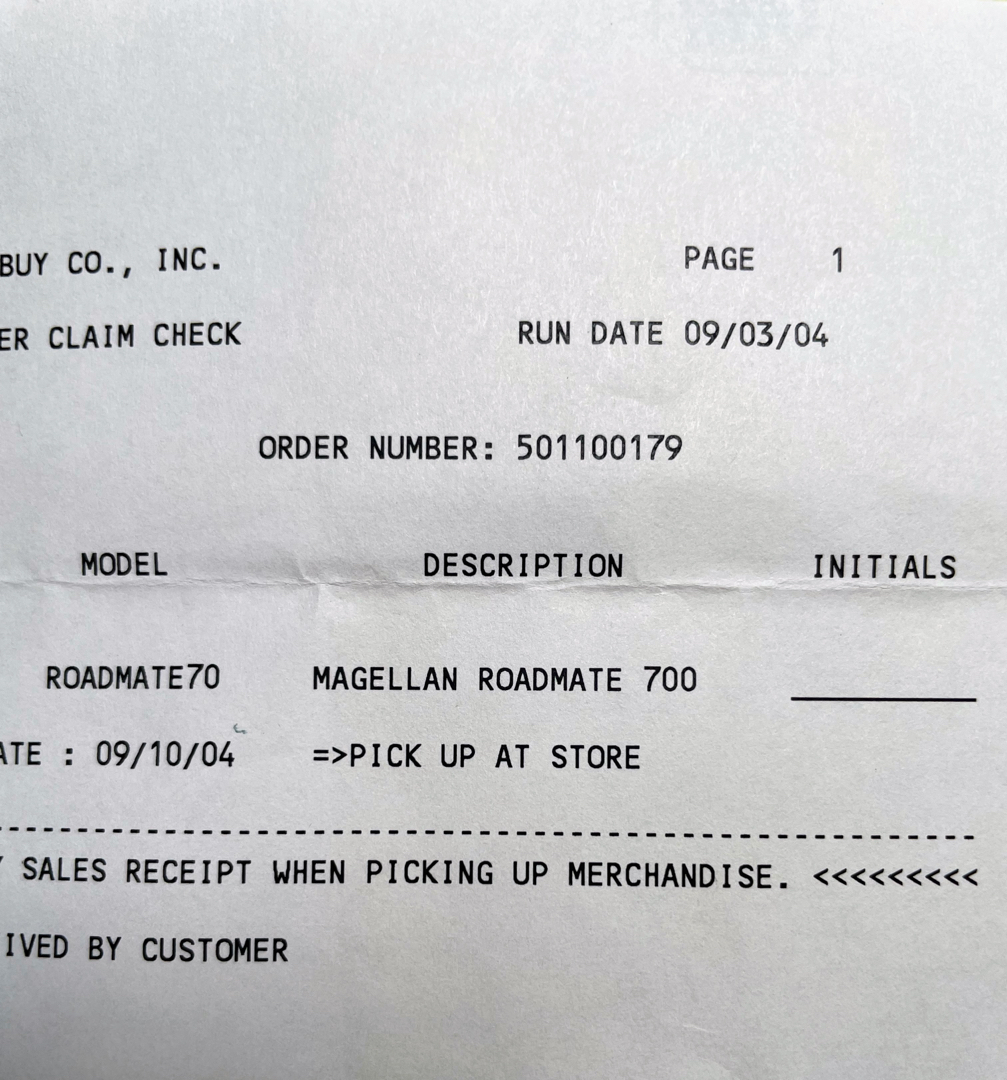 BUY CO., INC. PAGE 1
ER CLAIM CHECK RUN DATE 09/03/04
ORDER NUMBER: 501100179
MODEL DESCRIPTION INITIALS
ROADMATE70 MAGELLAN ROADMATE 700
ATE : 09/10/04 =>PICK UP AT STORE
SALES RECEIPT WHEN PICKING UP MERCHANDISE. <<<<<<<<<
IVED BY CUSTOMER